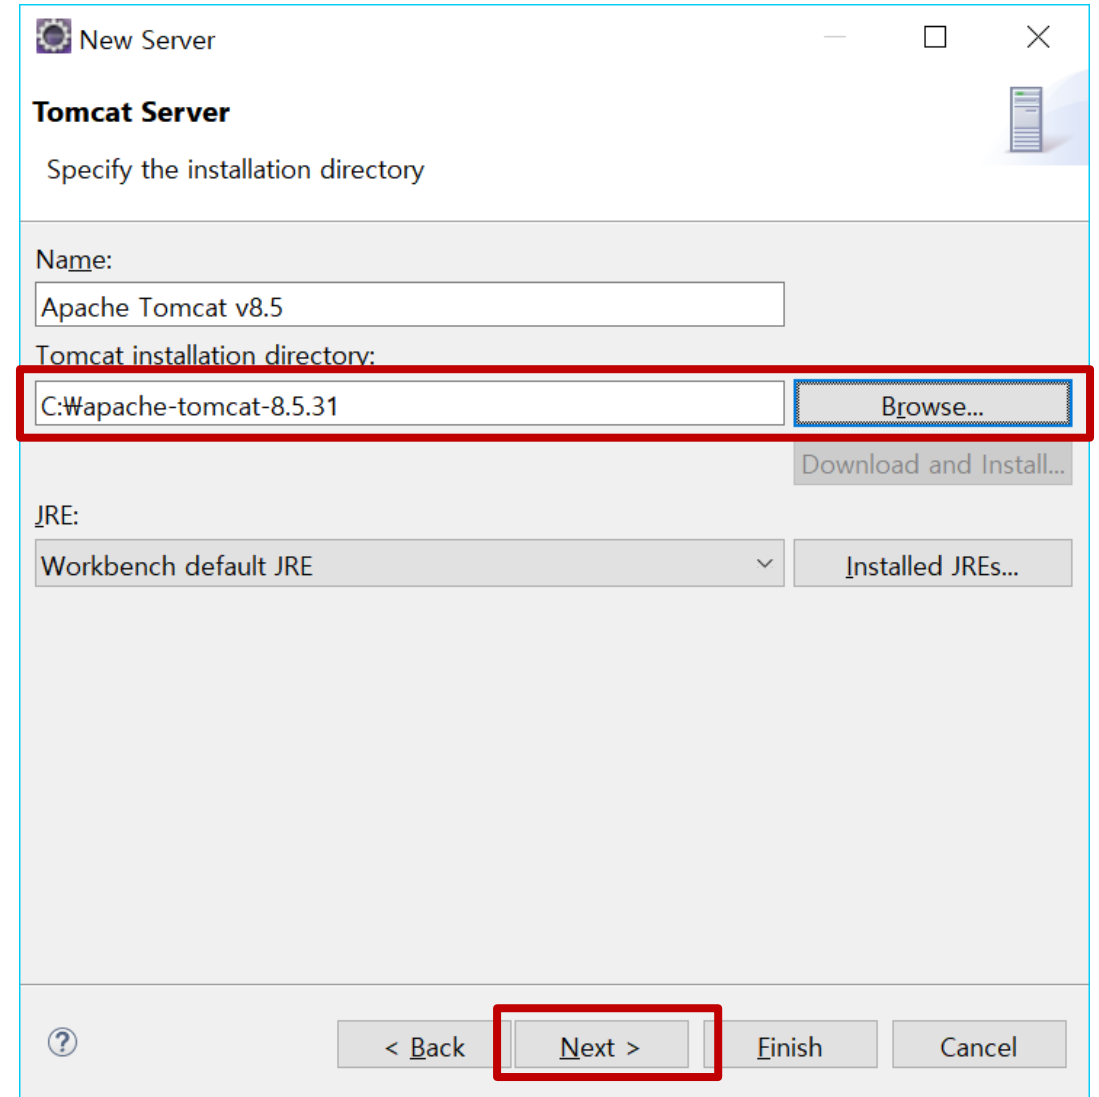 New Server
Tomcat Server
Specify the installation directory
Name:
Apache Tomcat v8.5
Tomcat installation directory:
C:₩apache-tomcat-8.5.31
Browse...
Download and Install...
JRE:
Workbench default JRE
Installed JREs...
?
< Back
Next >
Finish
Cancel